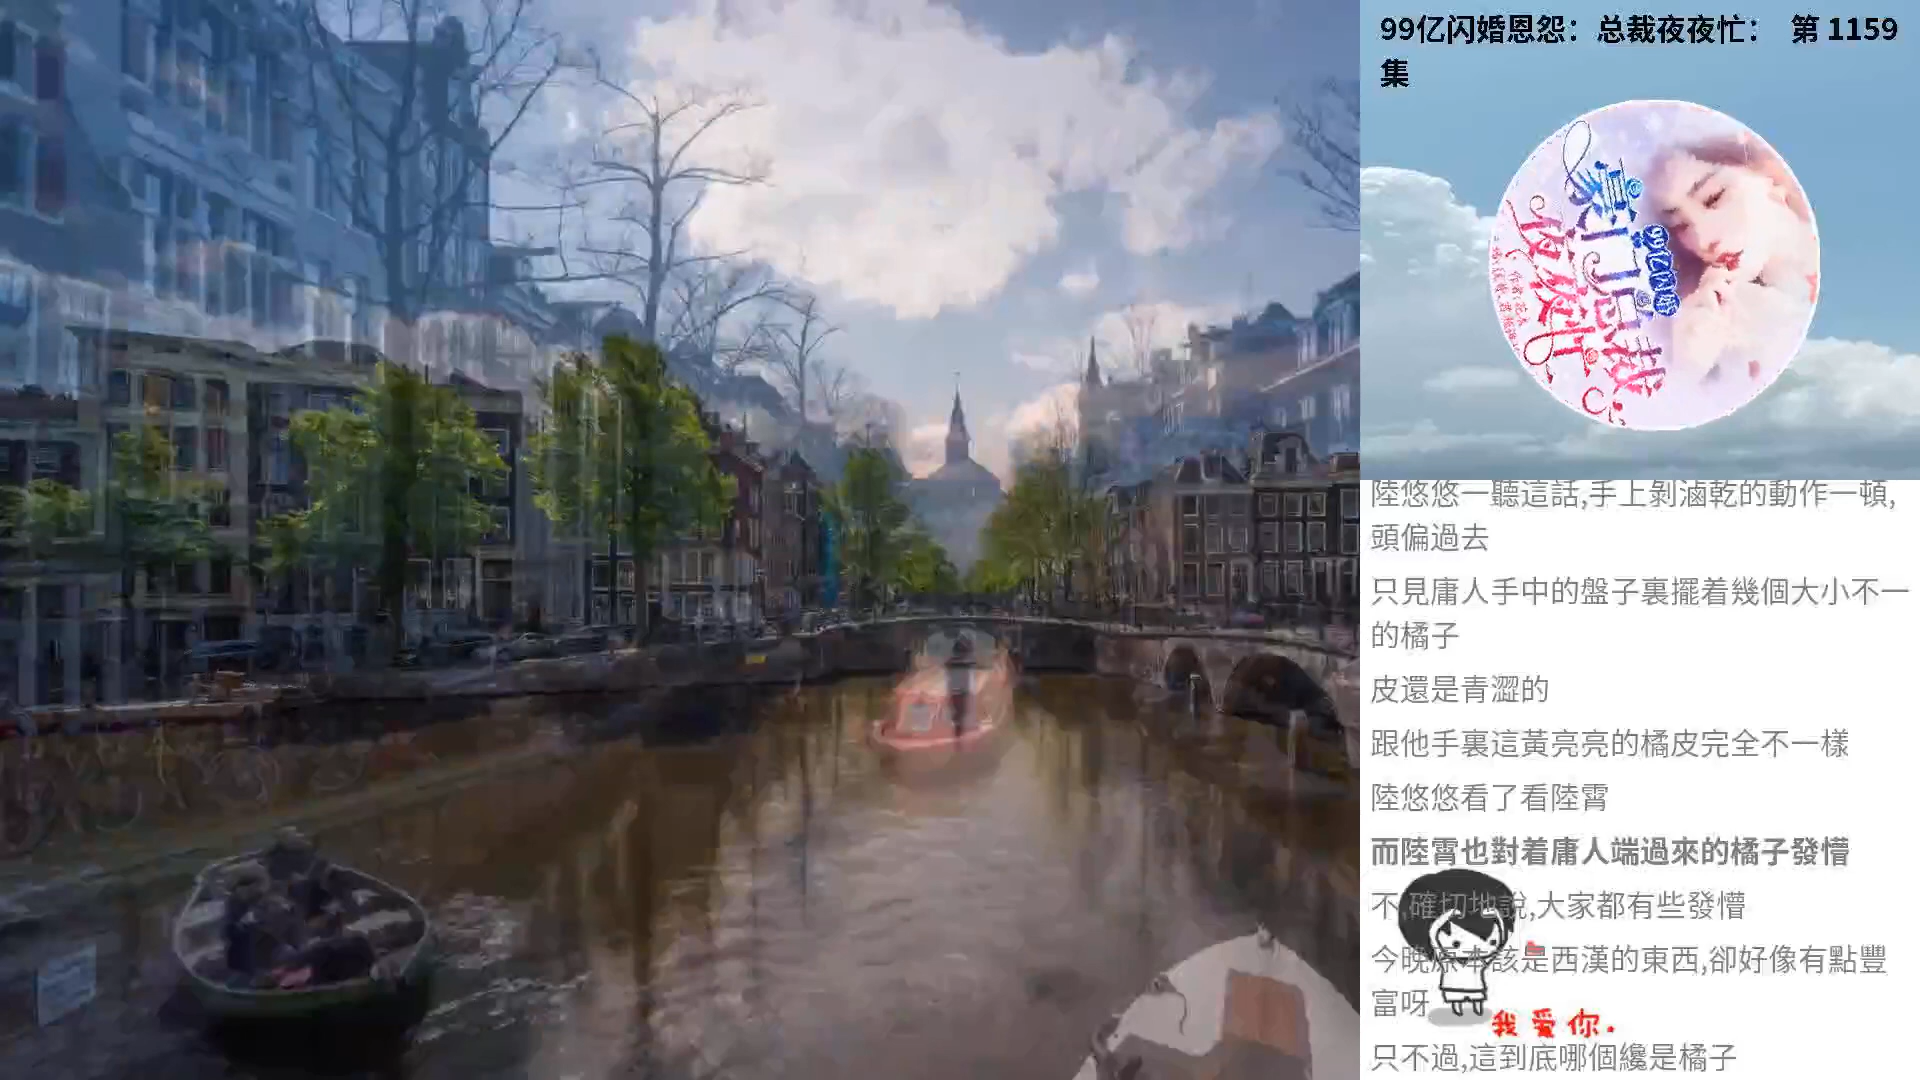 99亿闪婚恩怨：总裁夜夜忙： 第 1159
集
豪门总裁
夜夜忙
陸悠悠一聽這話,手上剝滷乾的動作一頓,
頭偏過去
只見庸人手中的盤子裏擺着幾個大小不一
的橘子
皮還是青澀的
跟他手裏這黃亮亮的橘皮完全不一樣
陸悠悠看了看陸霄
而陸霄也對着庸人端過來的橘子發懵
不,確切地說,大家都有些發懵
今晚原本該是西漢的東西,卻好像有點豐
富呀
我爱你.
只不過,這到底哪個纔是橘子